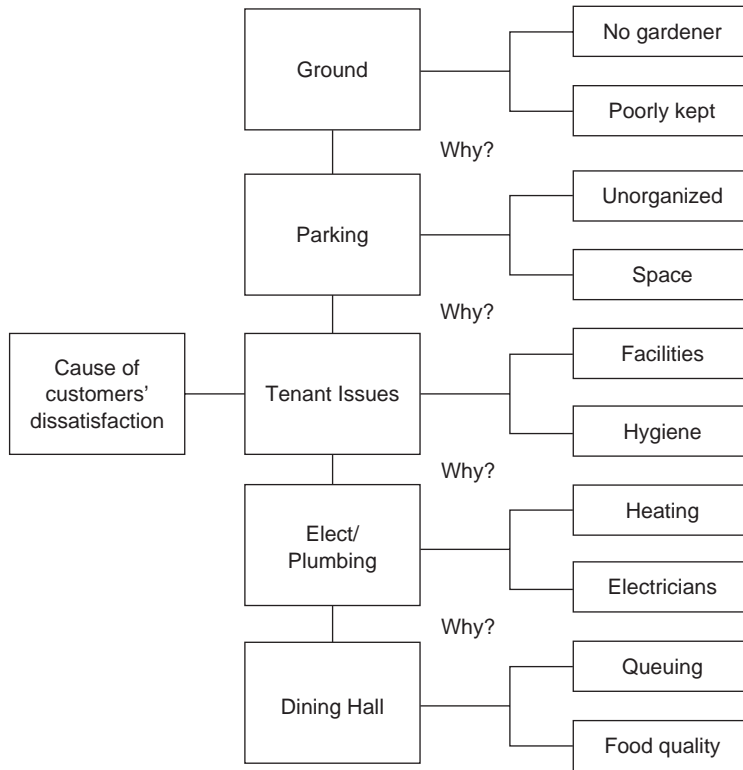 No gardener
Ground
Poorly kept
Why?
Unorganized
Parking
Space
Why?
Facilities
Cause of
customers’
dissatisfaction
Tenant Issues
Hygiene
Why?
Heating
Elect/
Plumbing
Electricians
Why?
Queuing
Dining Hall
Food quality